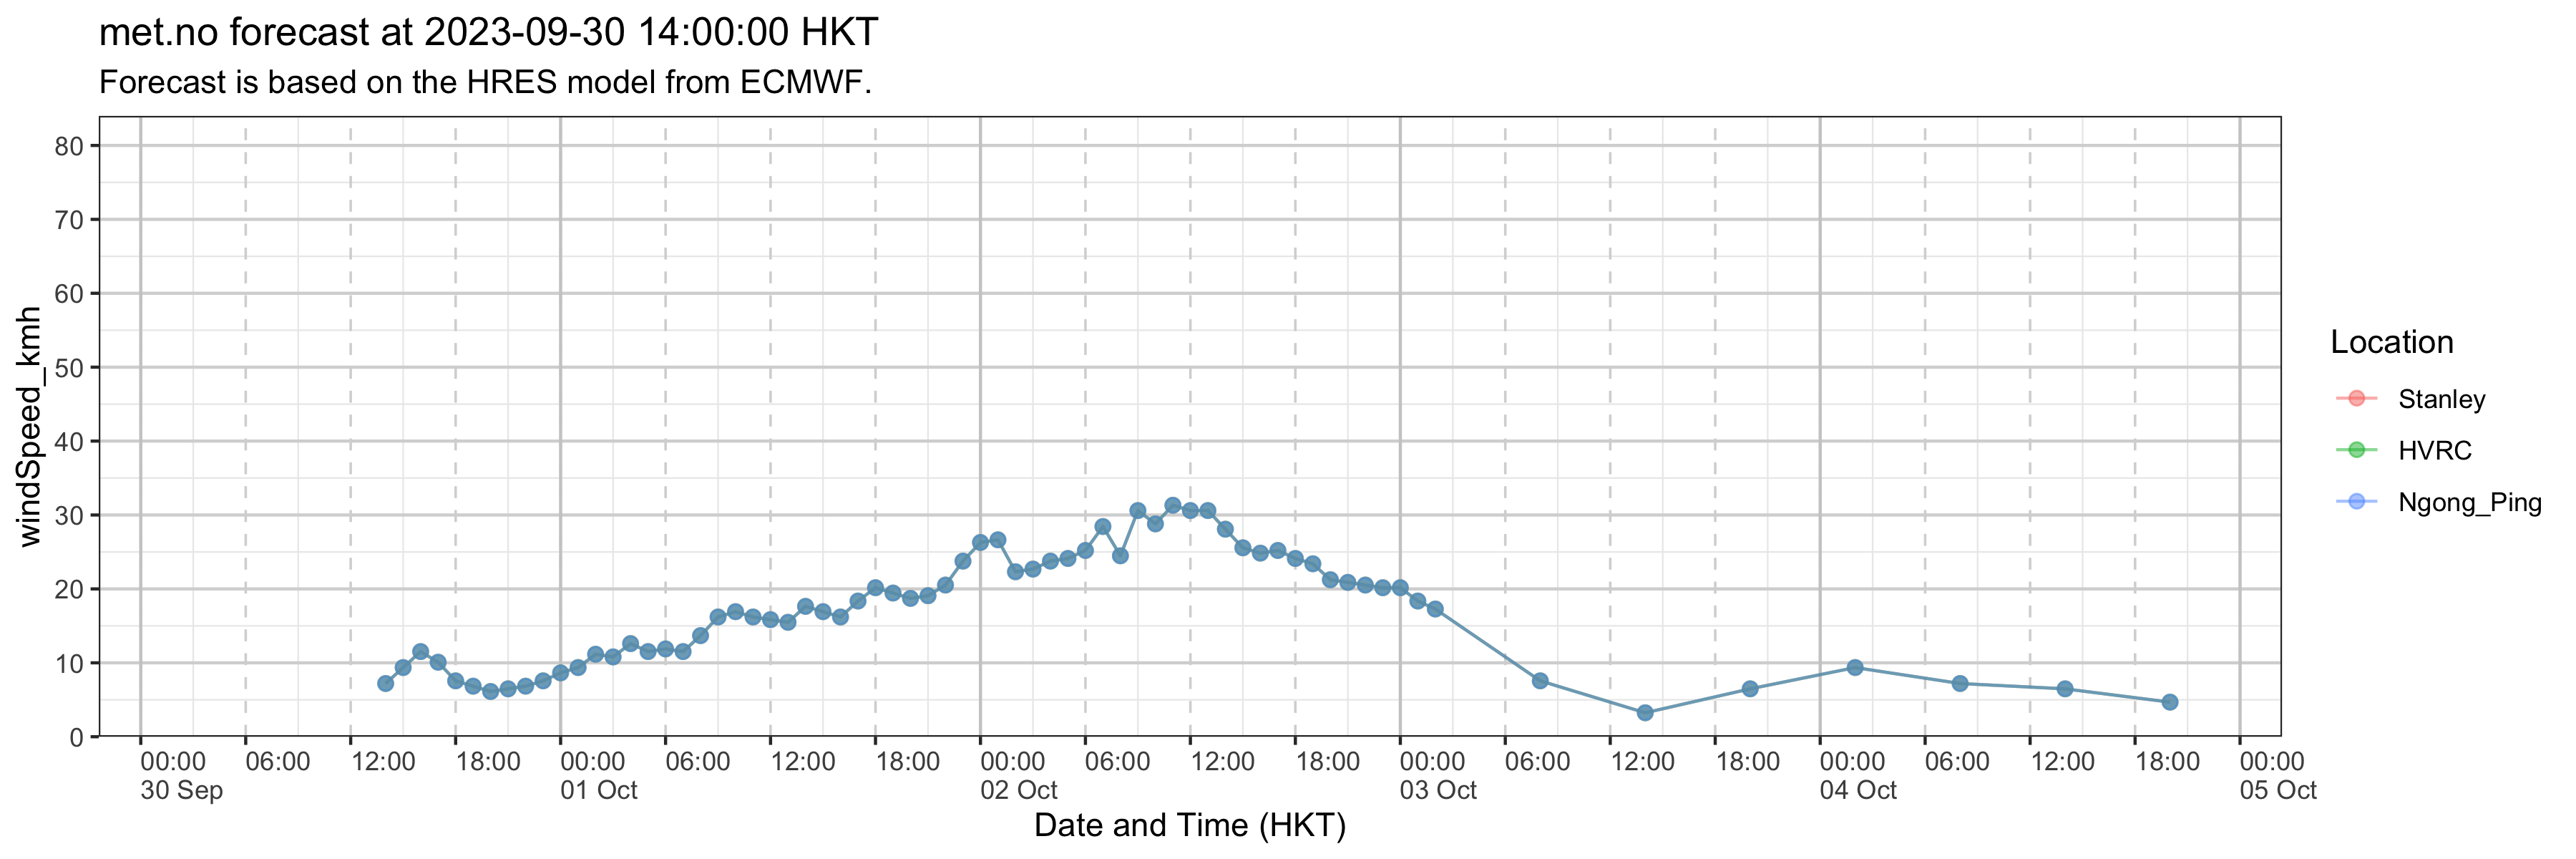 met.no forecast at 2023-09-30 14:00:00 HKT
Forecast is based on the HRES model from ECMWF.
windSpeed_kmh
80
70
60
50
40
30
20
10
0
00:00 06:00 12:00 18:00 00:00 06:00 12:00 18:00 00:00 06:00 12:00 18:00 00:00 06:00 12:00 18:00 00:00 06:00 12:00 18:00 00:00
30 Sep 01 Oct 02 Oct 03 Oct 04 Oct 05 Oct
Date and Time (HKT)
Location
Stanley
HVRC
Ngong_Ping